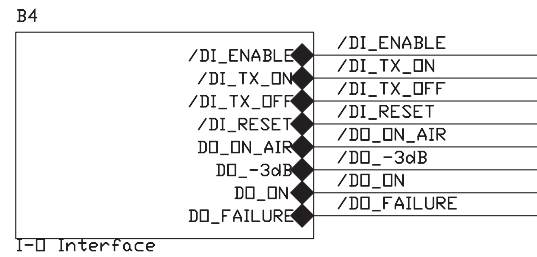 B4
/DI_ENABLE /DI_ENABLE
/DI_TX_ON /DI_TX_ON
/DI_TX_OFF /DI_TX_OFF
/DI_RESET /DI_RESET
DO_ON_AIR /DO_ON_AIR
DO_-3dB /DO_-3dB
DO_ON /DO_ON
DO_FAILURE /DO_FAILURE
I-O Interface